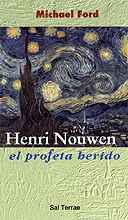 Michael Ford
Henri Nouwen
el profeta herido
Sal Terrae